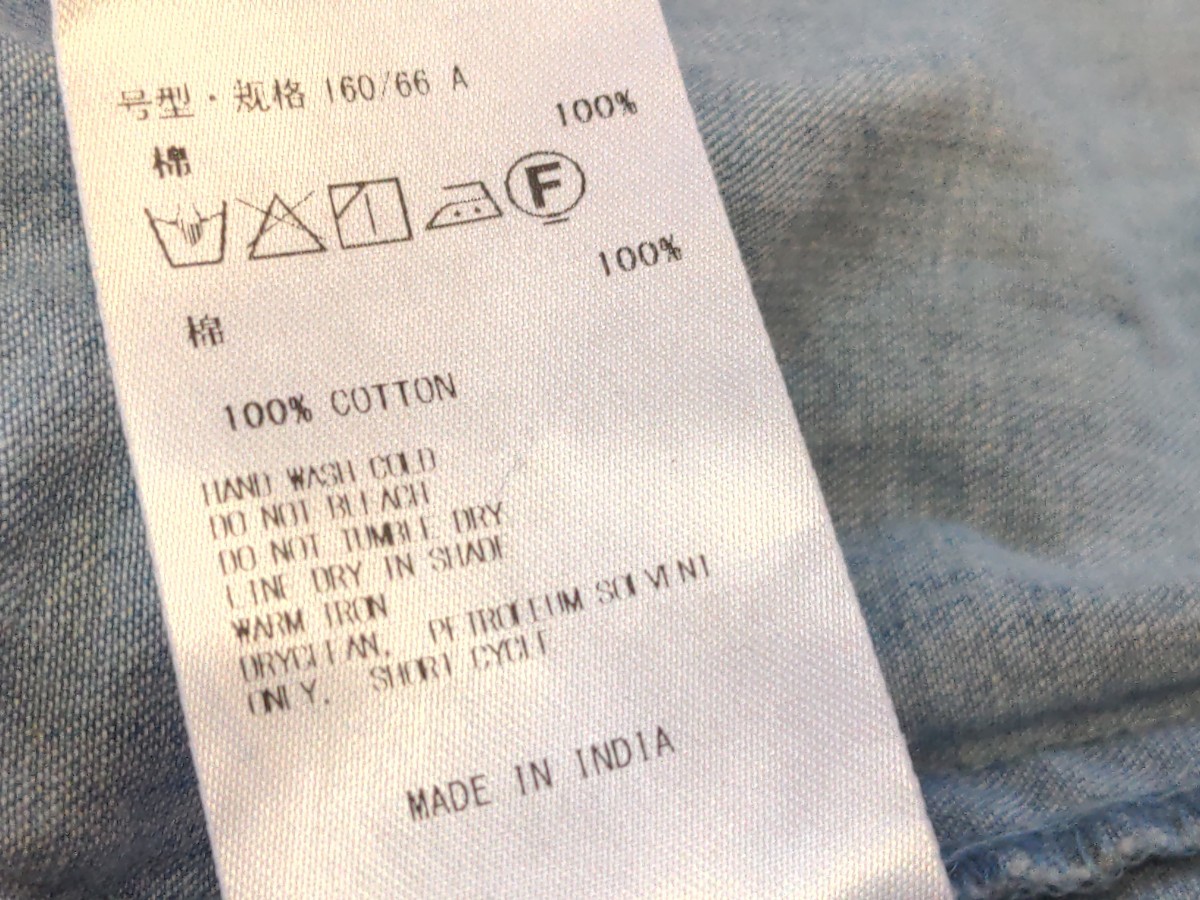 号型・规格 160/66 A
棉 100%
F
棉 100%
100% COTTON
HAND WASH COLD
DO NOT BLEACH
DO NOT TUMBLE DRY
LINE DRY IN SHADE
WARM IRON
DRYCLEAN. PETROLEUM SOLVENT
ONLY. SHORT CYCLE
MADE IN INDIA